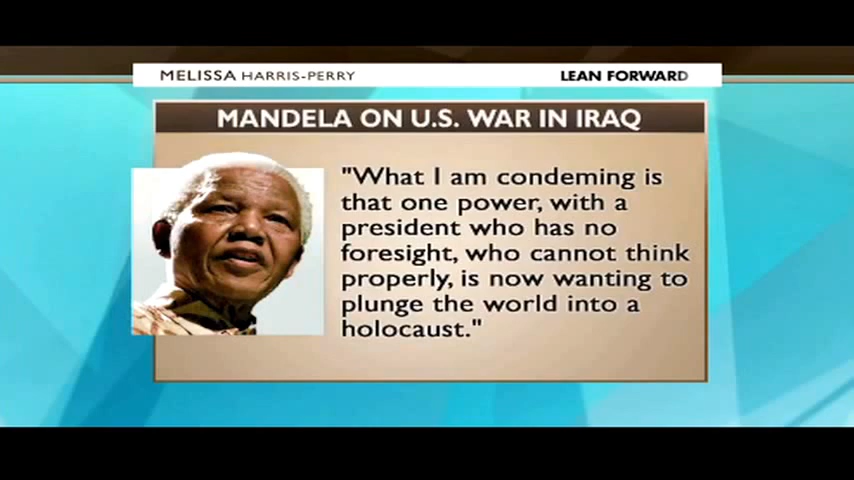 MELISSA HARRIS-PERRY LEAN FORWARD
MANDELA ON U.S. WAR IN IRAQ
"What I am condeming is
that one power, with a
president who has no
foresight, who cannot think
properly, is now wanting to
plunge the world into a
holocaust."